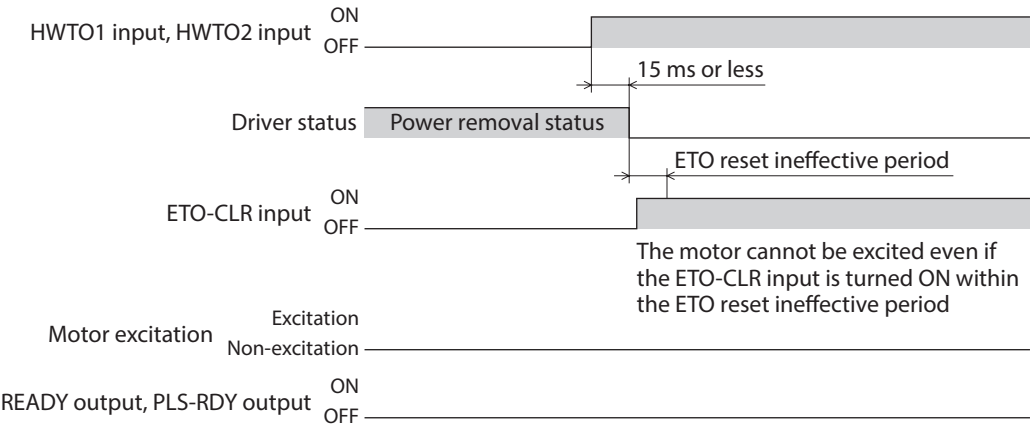 HWTO1 input, HWTO2 input
ON
OFF
15 ms or less
Driver status
Power removal status
ETO reset ineffective period
ETO-CLR input
ON
OFF
The motor cannot be excited even if
the ETO-CLR input is turned ON within
the ETO reset ineffective period
Motor excitation
Excitation
Non-excitation
READY output, PLS-RDY output
ON
OFF